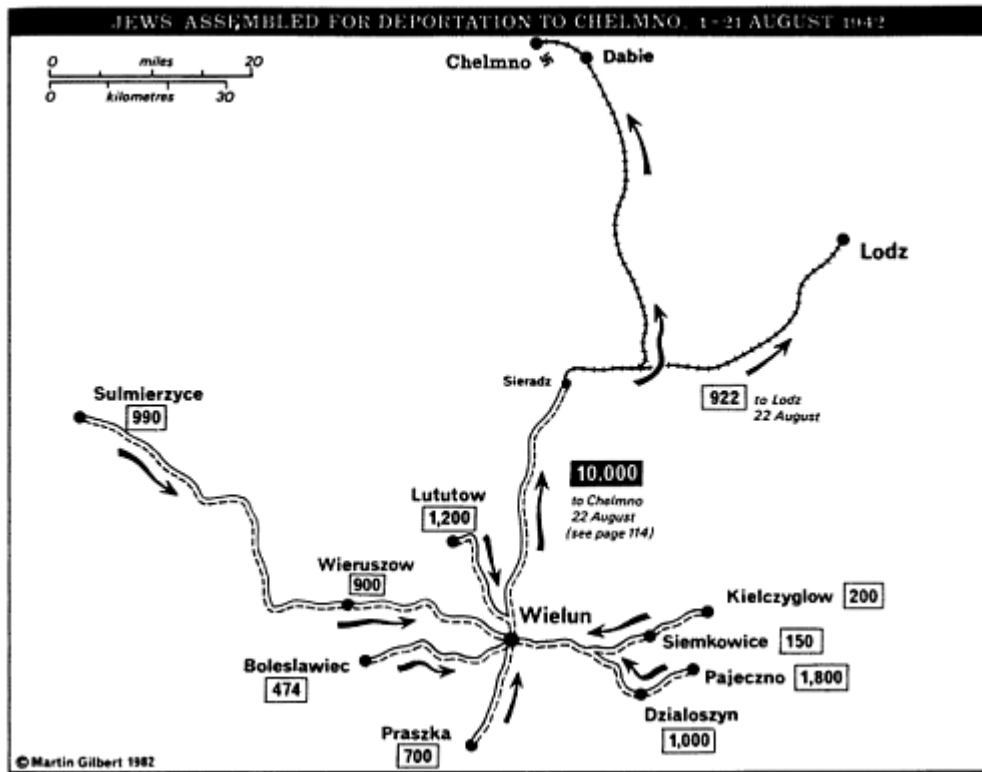 JEWS ASSEMBLED FOR DEPORTATION TO CHELMNO, 1-21 AUGUST 1942
0 miles 20
0 kilometres 30
Chelmno
Dabie
Lodz
Sieradz
922 to Lodz
22 August
Sulmierzyce
990
10,000
to Chelmno
22 August
(see page 114)
Lututow
1,200
Wieruszow
900
Wielun
Kielczyglow 200
Siemkowice 150
Boleslawiec
474
Pajeczno 1,800
Dzialoszyn
1,000
Praszka
700
© Martin Gilbert 1982